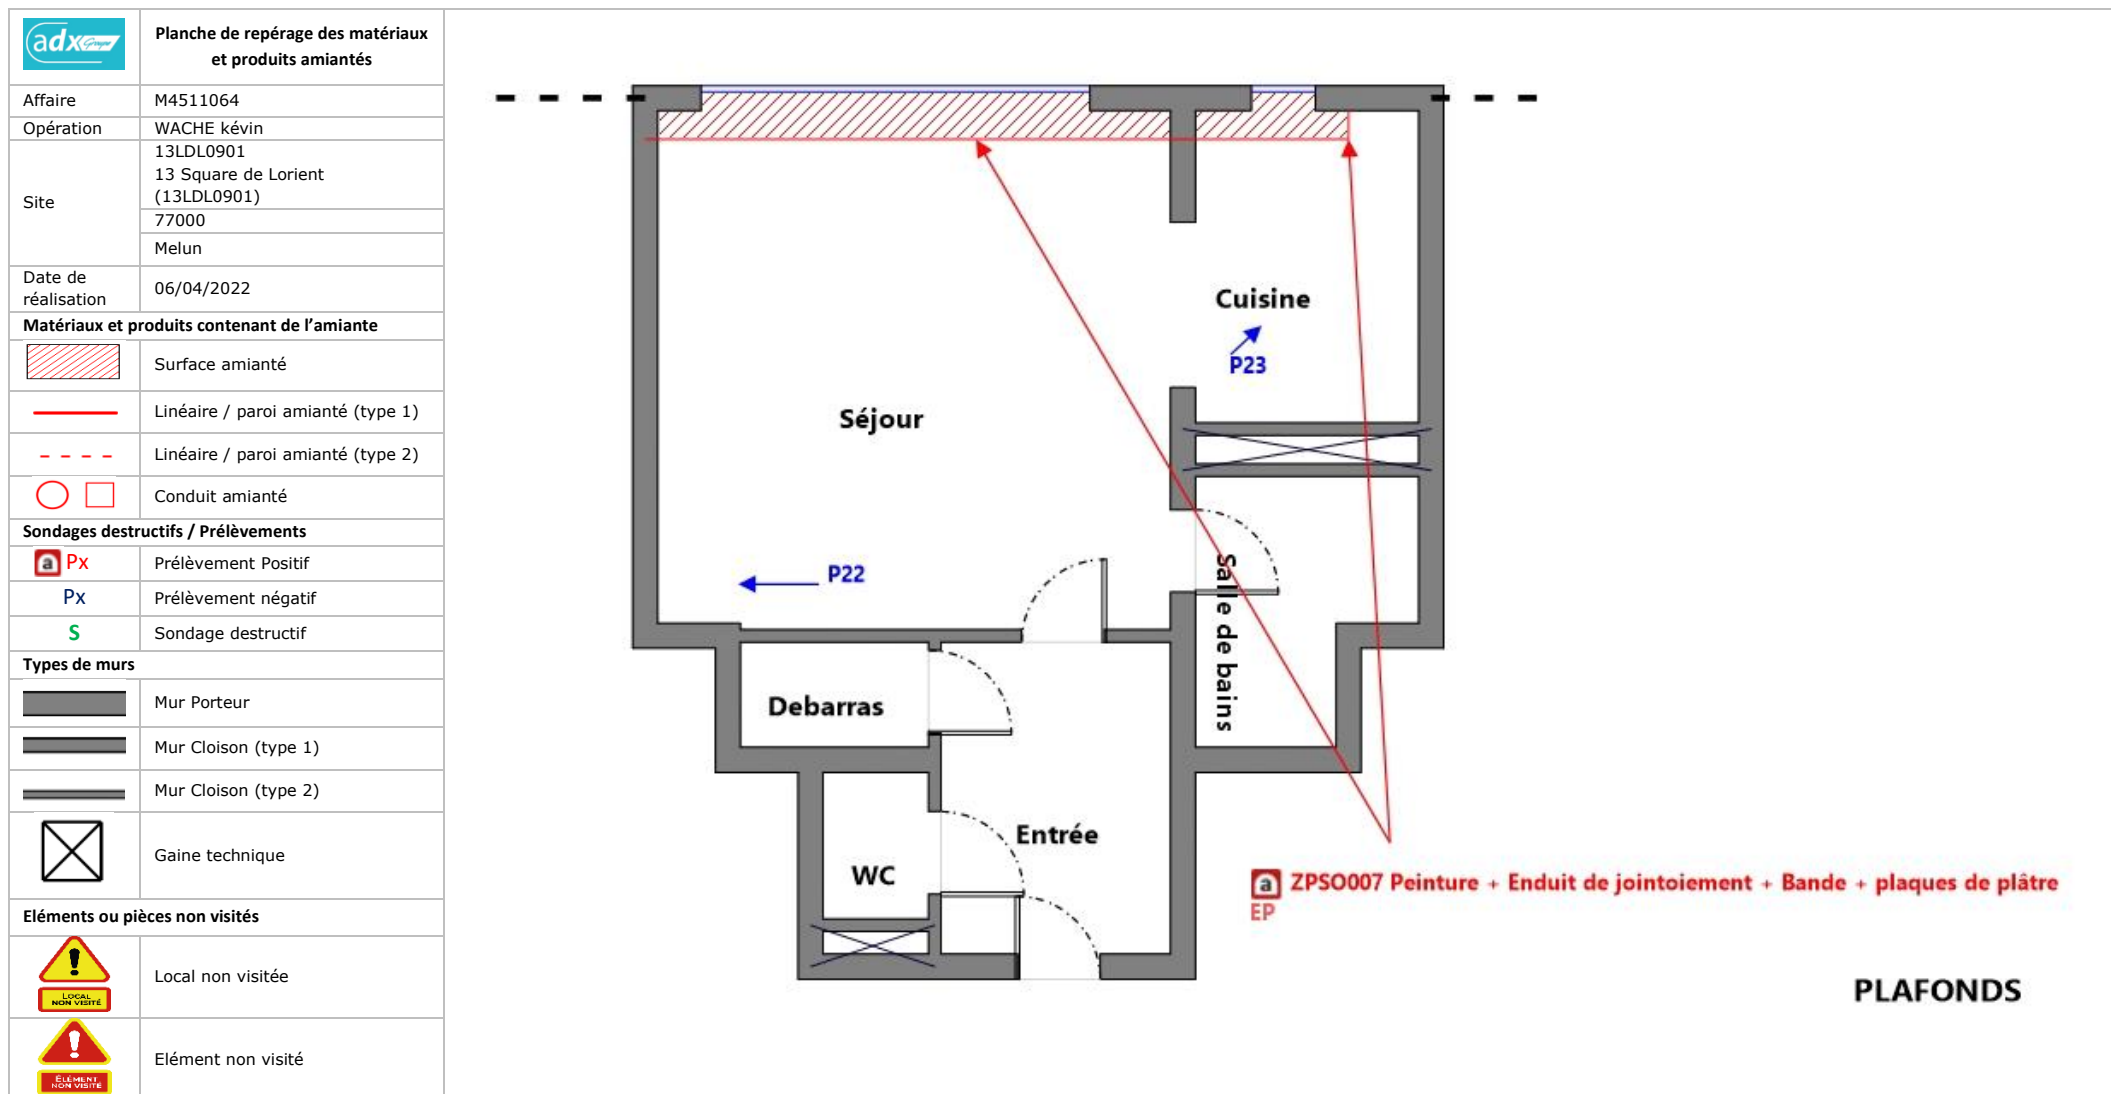 adx Groupe
Planche de repérage des matériaux
et produits amiantés
Affaire
M4511064
Opération
WACHE kévin
Site
13LDL0901
13 Square de Lorient
(13LDL0901)
77000
Melun
Date de
réalisation
06/04/2022
Matériaux et produits contenant de l’amiante
Surface amianté
Linéaire / paroi amianté (type 1)
Linéaire / paroi amianté (type 2)
Conduit amianté
Sondages destructifs / Prélèvements
a Px
Prélèvement Positif
Px
Prélèvement négatif
S
Sondage destructif
Types de murs
Mur Porteur
Mur Cloison (type 1)
Mur Cloison (type 2)
Gaine technique
Eléments ou pièces non visités
LOCAL
NON VISITÉ
Local non visitée
ÉLÉMENT
NON VISITÉ
Elément non visité
Cuisine
P23
Séjour
P22
Salle de bains
Debarras
Entrée
WC
a ZPSO007 Peinture + Enduit de jointoiement + Bande + plaques de plâtre
EP
PLAFONDS